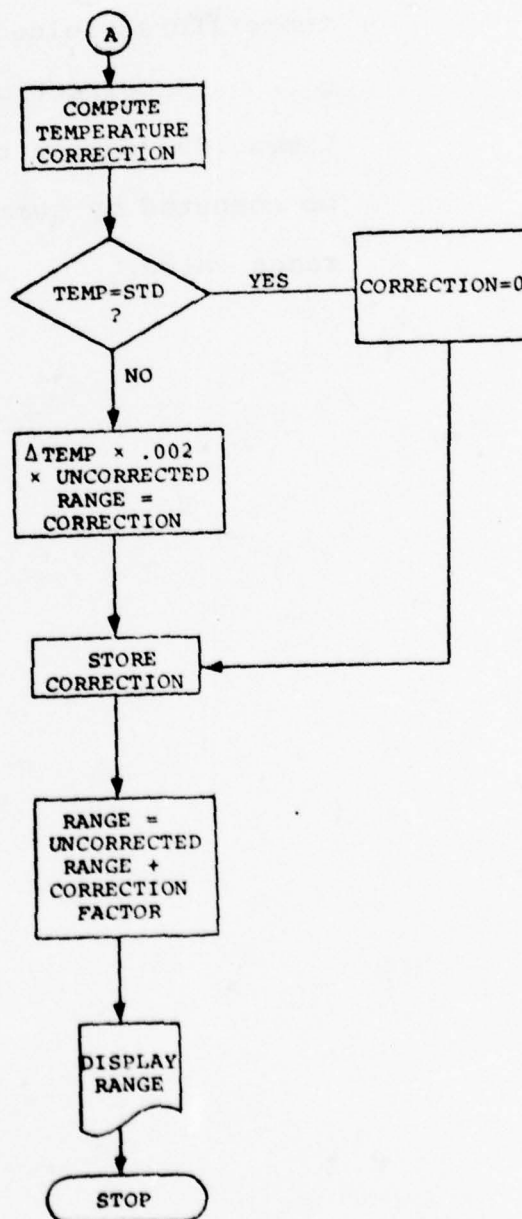 A
COMPUTE
TEMPERATURE
CORRECTION
TEMP=STD
?
YES
CORRECTION=0
NO
Δ TEMP × .002
× UNCORRECTED
RANGE =
CORRECTION
STORE
CORRECTION
RANGE =
UNCORRECTED
RANGE +
CORRECTION
FACTOR
DISPLAY
RANGE
STOP